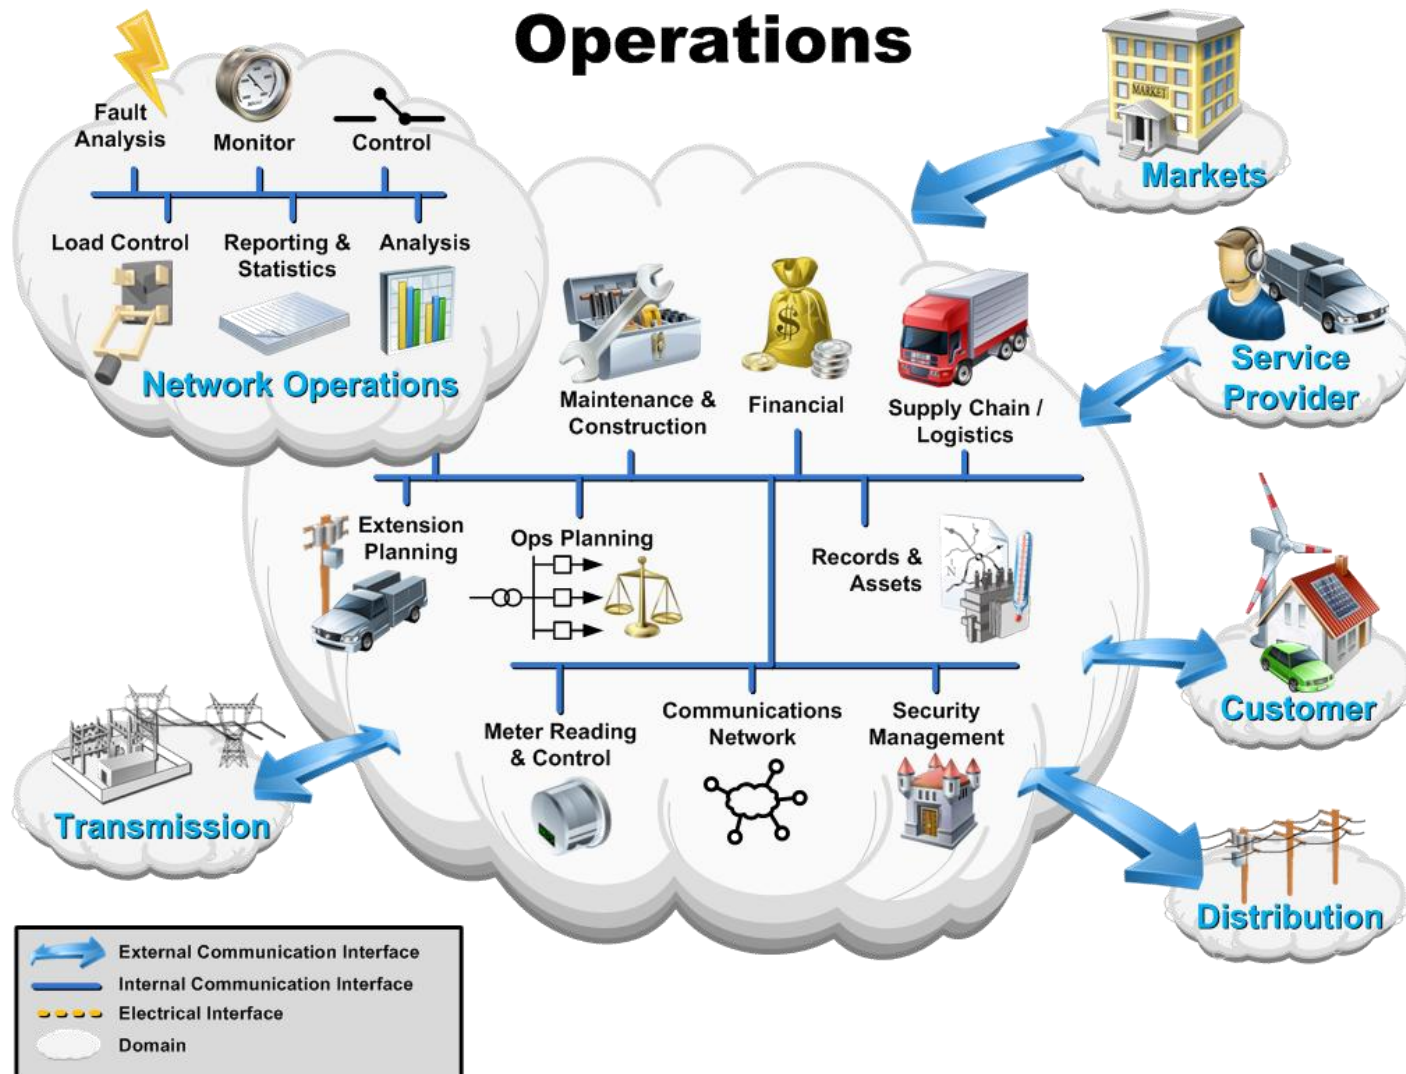 Operations
Fault
Analysis
Monitor
Control
Load Control
Reporting &
Statistics
Analysis
Network Operations
MARKET
Markets
Service
Provider
Maintenance &
Construction
$
Financial
Supply Chain /
Logistics
Extension
Planning
Ops Planning
Records &
Assets
N
Customer
Meter Reading
& Control
Communications
Network
Security
Management
Transmission
Distribution
External Communication Interface
Internal Communication Interface
Electrical Interface
Domain